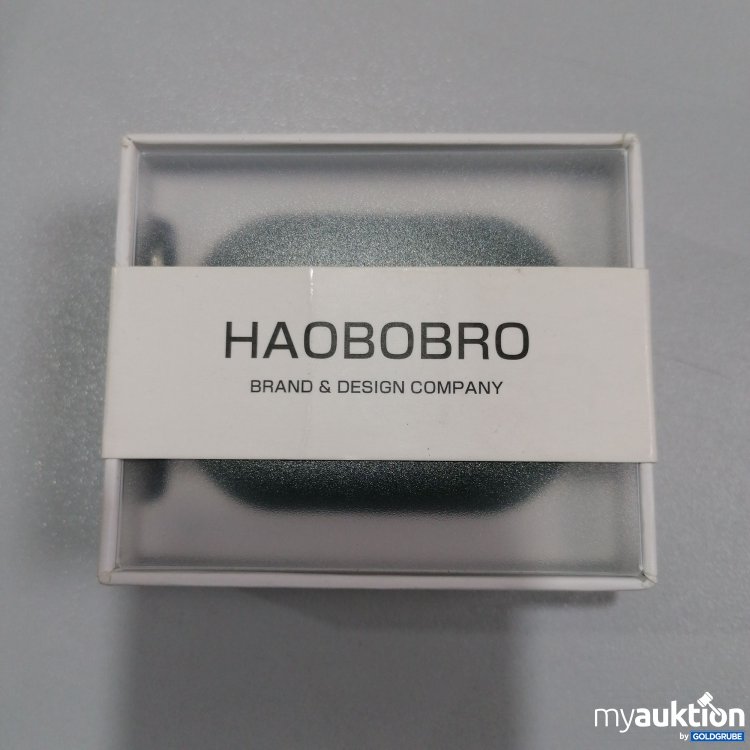 HAOBOBRO
BRAND & DESIGN COMPANY
myauktion
by GOLDGRUBE